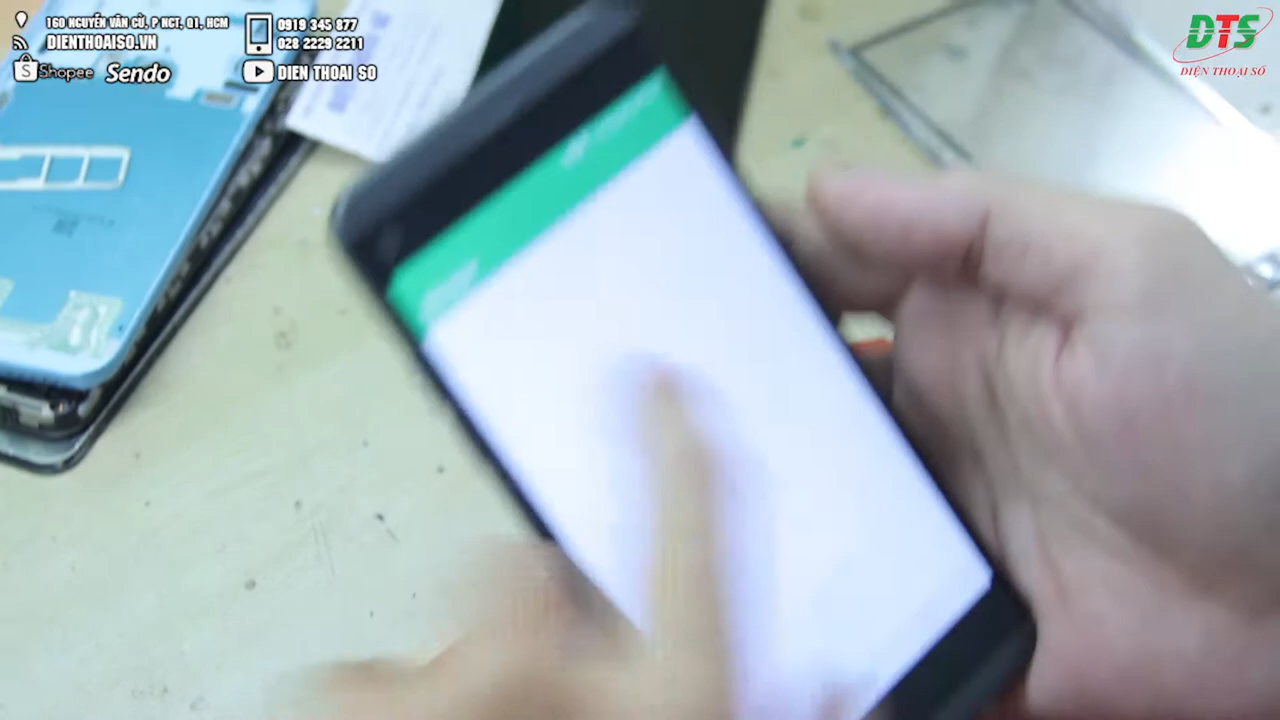 160 NGUYỄN VĂN CỪ, P NCT, Q1, HCM
DIENTHOAISO.VN
Shopee Sendo
0919 345 877
028 2229 2211
DIEN THOAI SO
DTS
ĐIỆN THOẠI SỐ